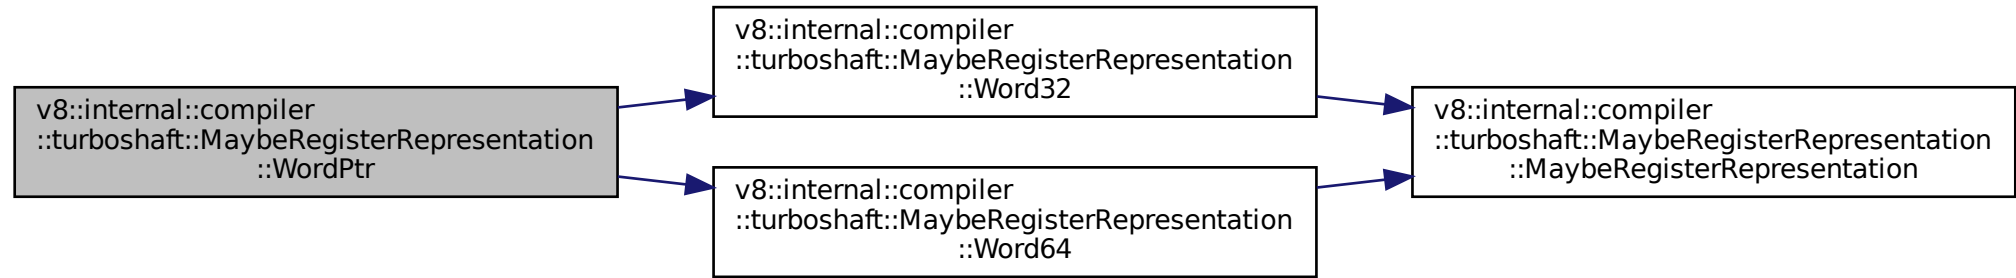 v8::internal::compiler
::turboshaft::MaybeRegisterRepresentation
::WordPtr
v8::internal::compiler
::turboshaft::MaybeRegisterRepresentation
::Word32
v8::internal::compiler
::turboshaft::MaybeRegisterRepresentation
::Word64
v8::internal::compiler
::turboshaft::MaybeRegisterRepresentation
::MaybeRegisterRepresentation